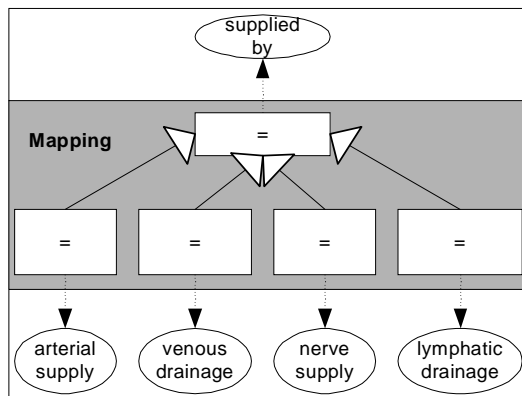 supplied
by
=
Mapping
= = = =
arterial venous nerve lymphatic
supply drainage supply drainage